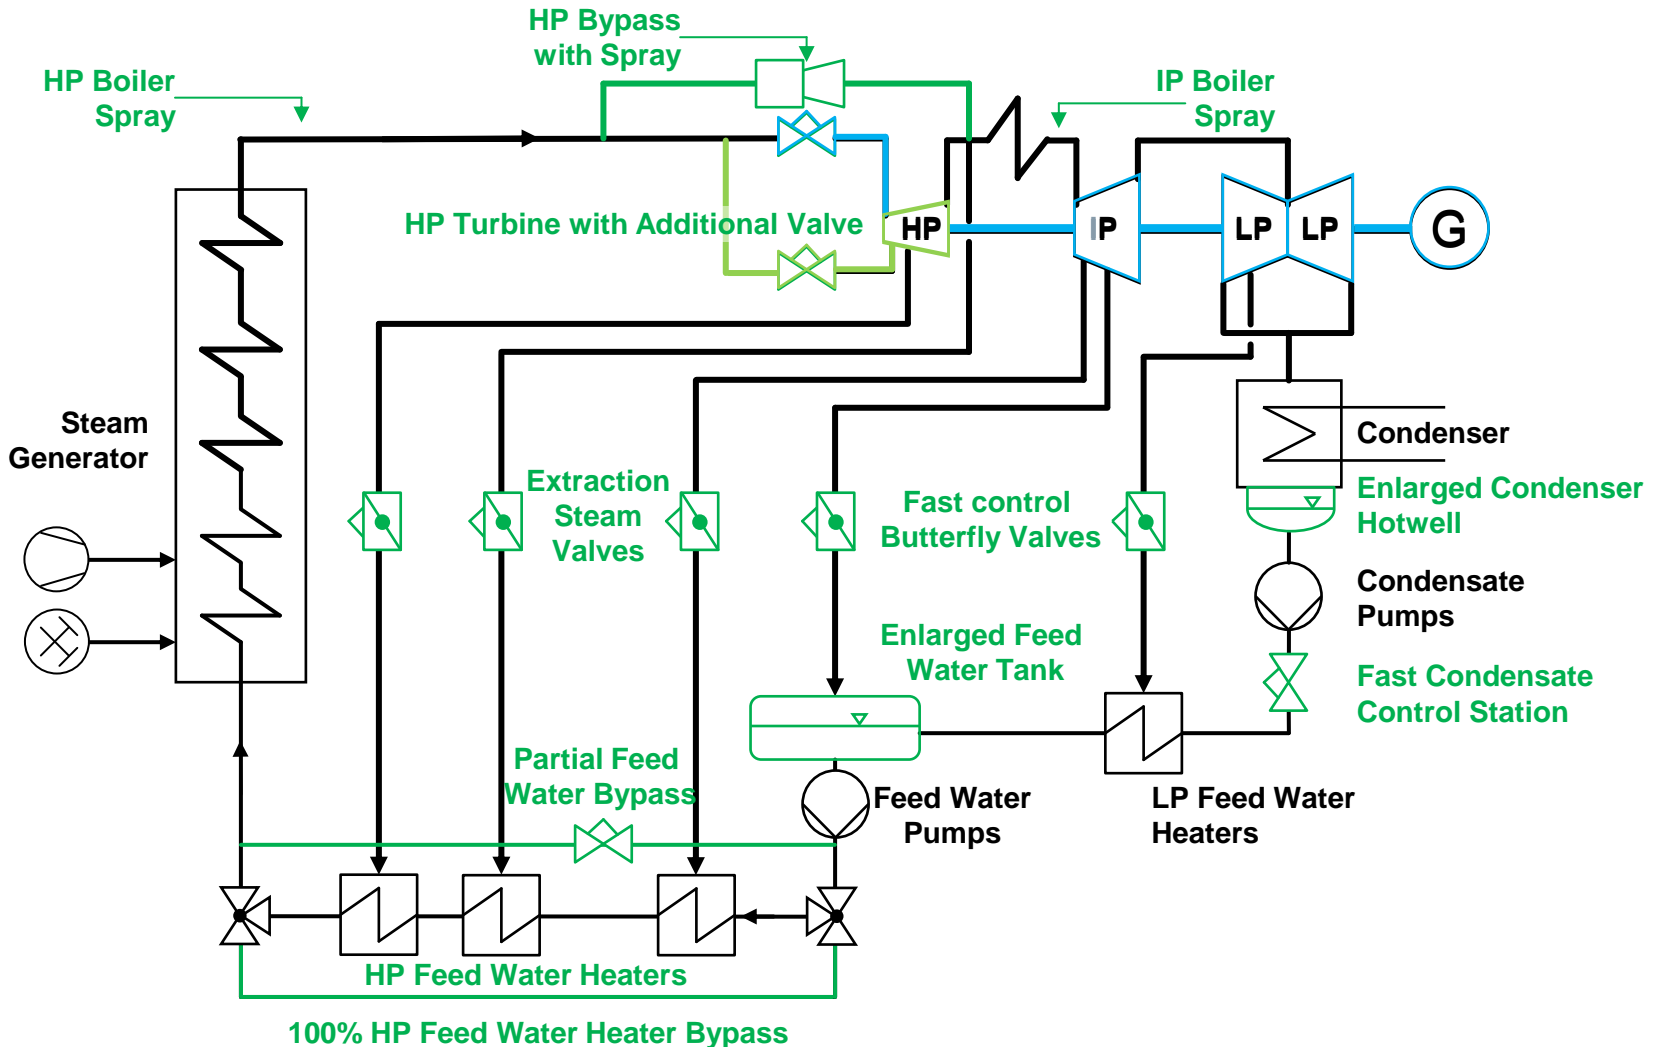 HP Bypass
with Spray
HP Boiler
Spray
IP Boiler
Spray
HP Turbine with Additional Valve
HP
IP
LP
LP
G
Steam
Generator
Extraction
Steam
Valves
Fast control
Butterfly Valves
Condenser
Enlarged Condenser
Hotwell
Condensate
Pumps
Enlarged Feed
Water Tank
Fast Condensate
Control Station
Partial Feed
Water Bypass
Feed Water
Pumps
LP Feed Water
Heaters
HP Feed Water Heaters
100% HP Feed Water Heater Bypass